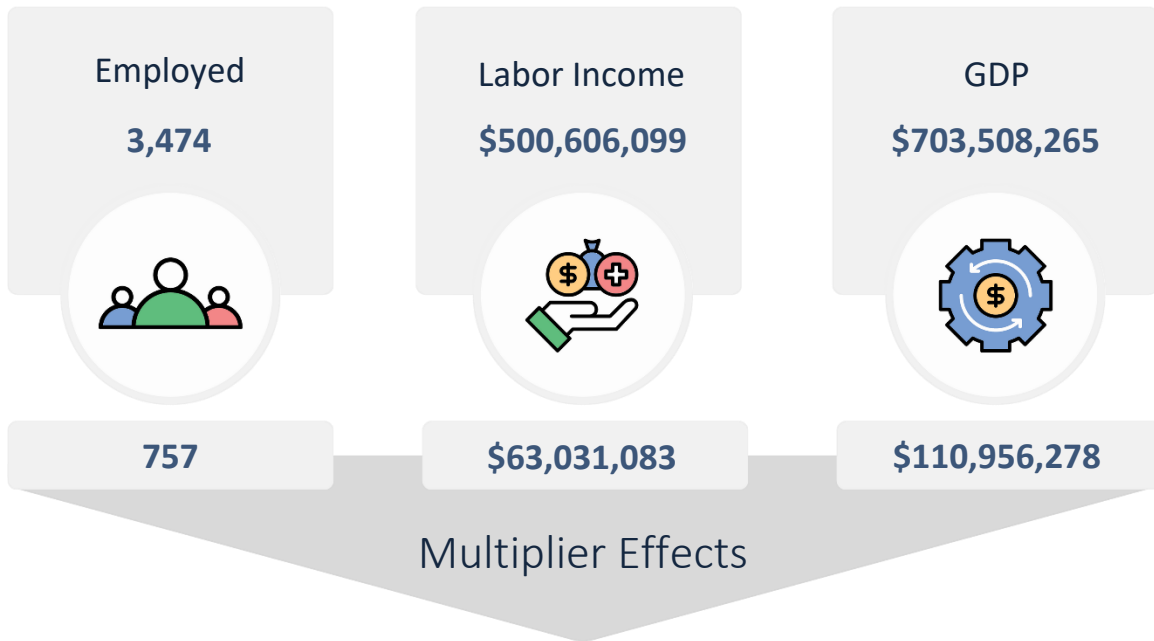 Employed
3,474
Labor Income
$500,606,099
GDP
$703,508,265
757
$63,031,083
$110,956,278
Multiplier Effects